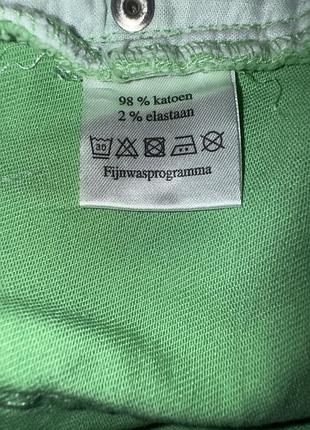 98 % katoen
2 % elastaan
30
Fijnwasprogramma